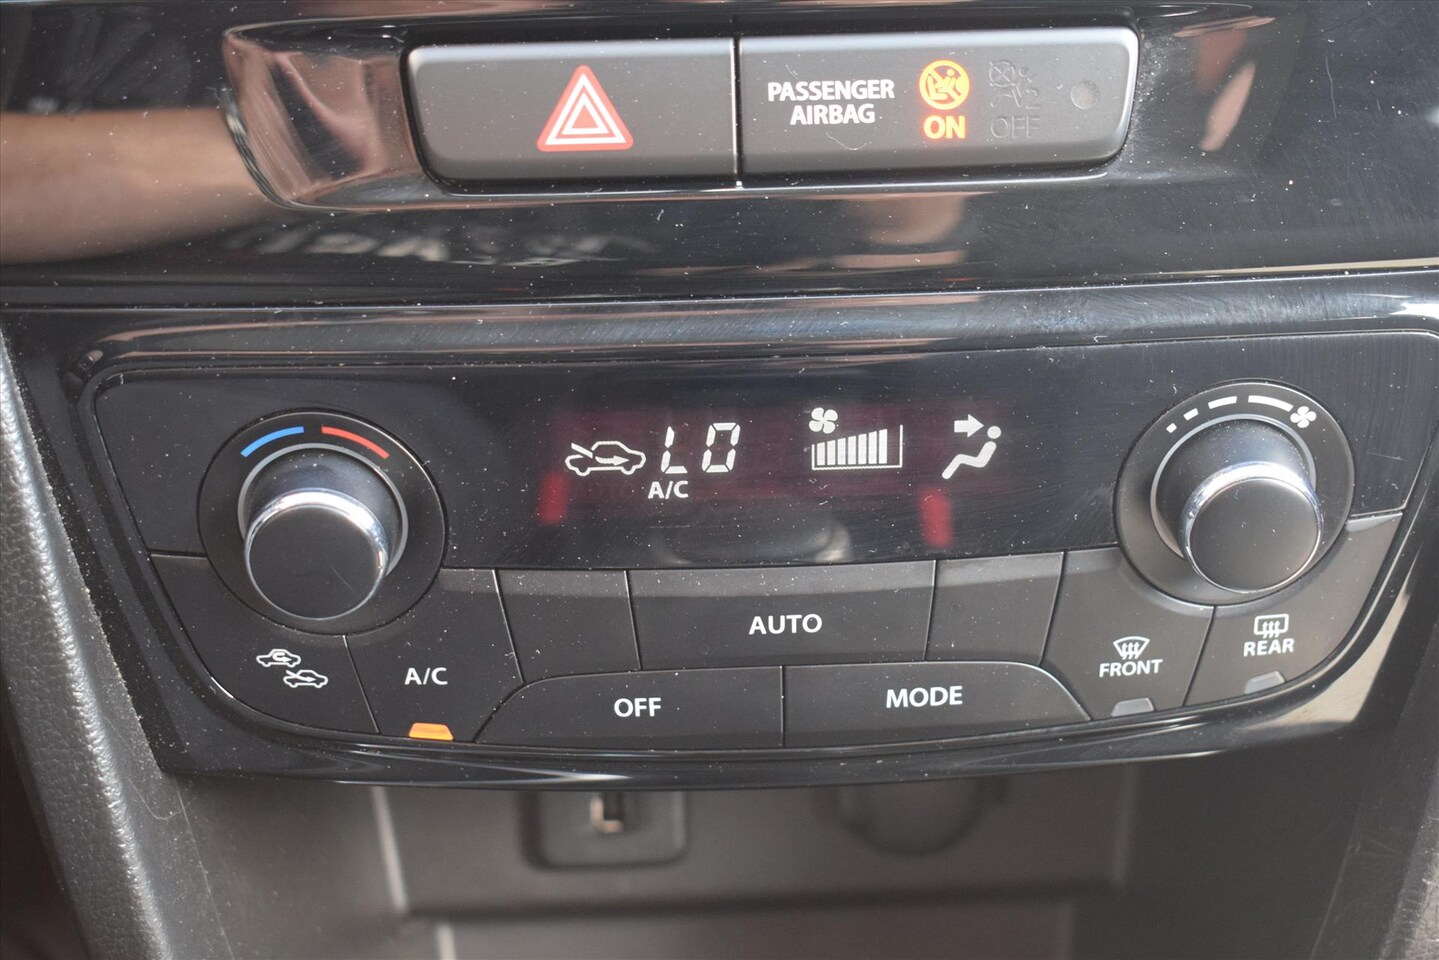 PASSENGER
AIRBAG
ON
OFF
LO
A/C
AUTO
A/C
OFF
MODE
FRONT
REAR